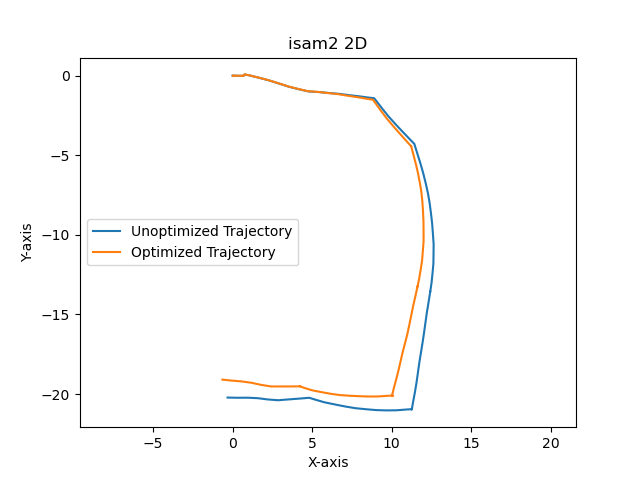 isam2 2D
0
−5
−10
−15
−20
Y-axis
Unoptimized Trajectory
Optimized Trajectory
−5
0
5
10
15
20
X-axis